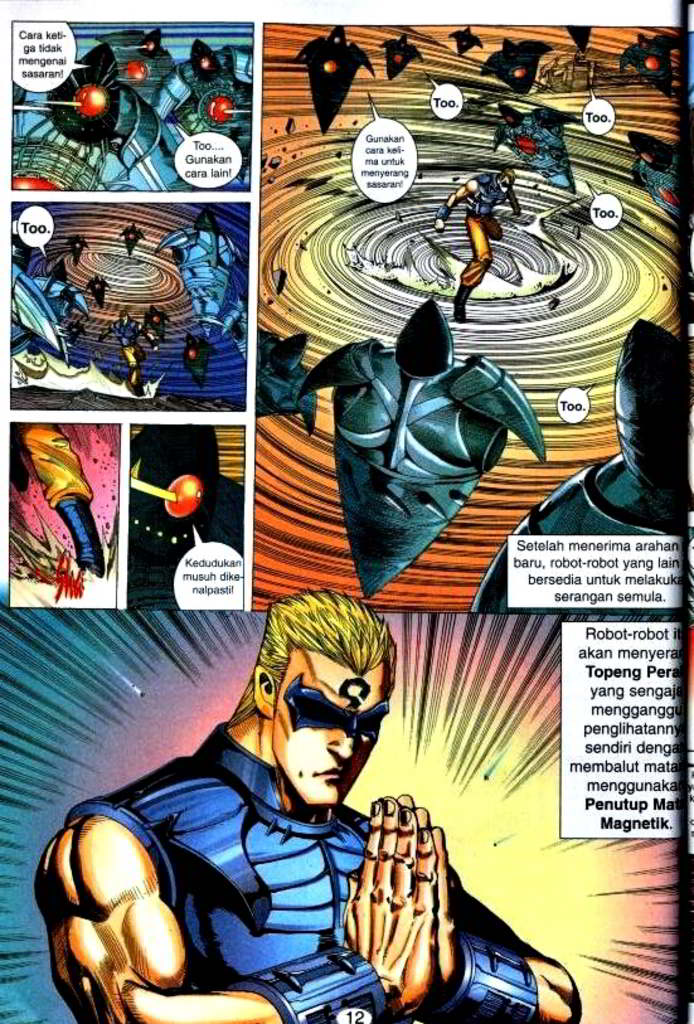 Cara keti-
ga tidak
mengenai
sasaran!
Too....
Gunakan
cara lain!
Too.
Kedudukan
musuh dike-
nalpasti!
Too.
Too.
Gunakan
cara keli-
ma untuk
menyerang
sasaran!
Too.
Too.
Setelah menerima arahan
baru, robot-robot yang lain
bersedia untuk melakuka
serangan semula.
Robot-robot it
akan menyera
Topeng Pera
yang sengaja
mengganggu
penglihatanny
sendiri denga
membalut mata
menggunakan
Penutup Mat
Magnetik.
12